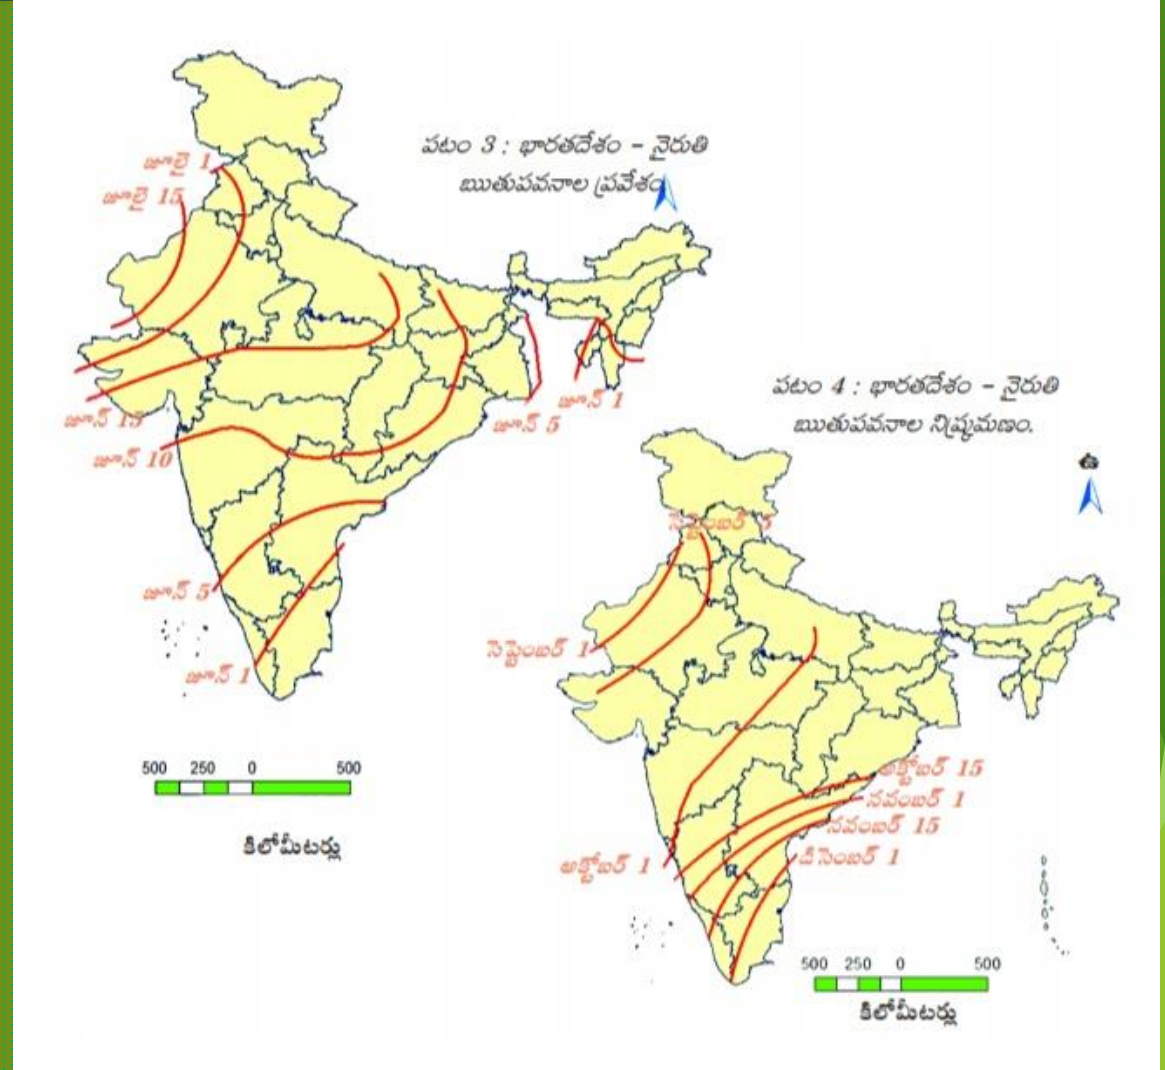 పటం 3 : భారతదేశం - నైరుతి
ఋతుపవనాల ప్రవేశం
జూలై 1
జూలై 15
జూన్ 15
జూన్ 10
జూన్ 5
జూన్ 1
జూన్ 5
జూన్ 1
500 250 0 500
కిలోమీటర్లు
పటం 4 : భారతదేశం - నైరుతి
ఋతుపవనాల నిష్క్రమణం.
ఉ
సెప్టెంబర్ 5
సెప్టెంబర్ 1
అక్టోబర్ 15
నవంబర్ 1
నవంబర్ 15
డిసెంబర్ 1
అక్టోబర్ 1
500 250 0 500
కిలోమీటర్లు